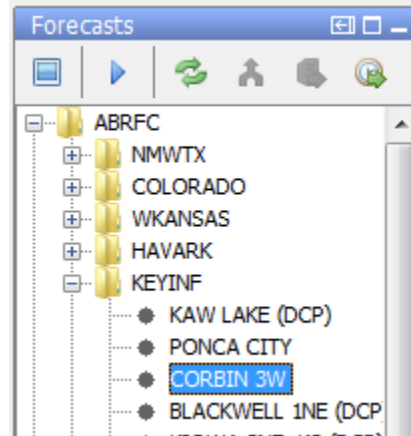 Forecasts
ABRFC
NMWTX
COLORADO
WKANSAS
HAVARK
KEYINF
KAW LAKE (DCP)
PONCA CITY
CORBIN 3W
BLACKWELL 1NE (DCP